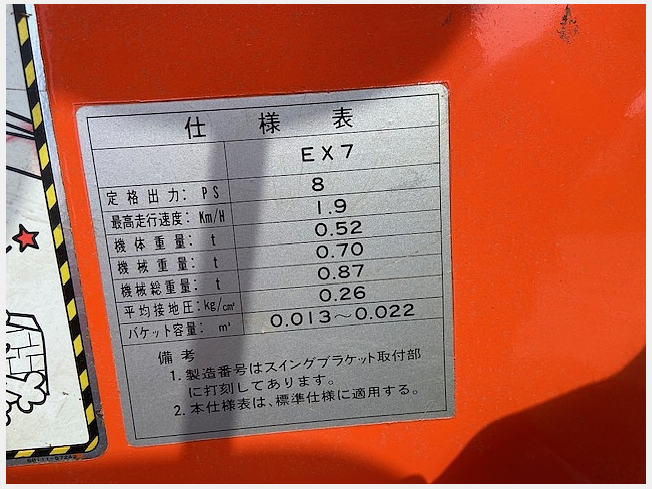 仕様表
EX7
定格出力: PS 8
最高走行速度: Km/H 1.9
機体重量: t 0.52
機械重量: t 0.70
機械総重量: t 0.87
平均接地圧: kg/cm² 0.26
バケット容量: m³ 0.013~0.022
備考
1. 製造番号はスイングブラケット取付部
に打刻してあります。
2. 本仕様表は、標準仕様に適用する。